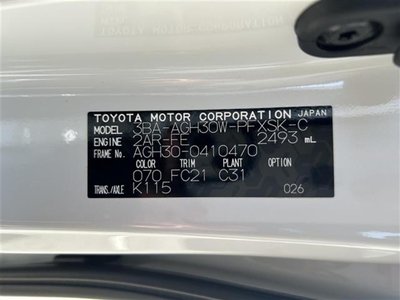 TOYOTA MOTOR CORPORATION JAPAN
MODEL 3BA-AGH30W-PFXSK-C
ENGINE 2AR-FE 2493 mL
FRAME No. AGH30-0410470
COLOR TRIM PLANT OPTION
070 FC21 C31
TRANS./AXLE K115 026